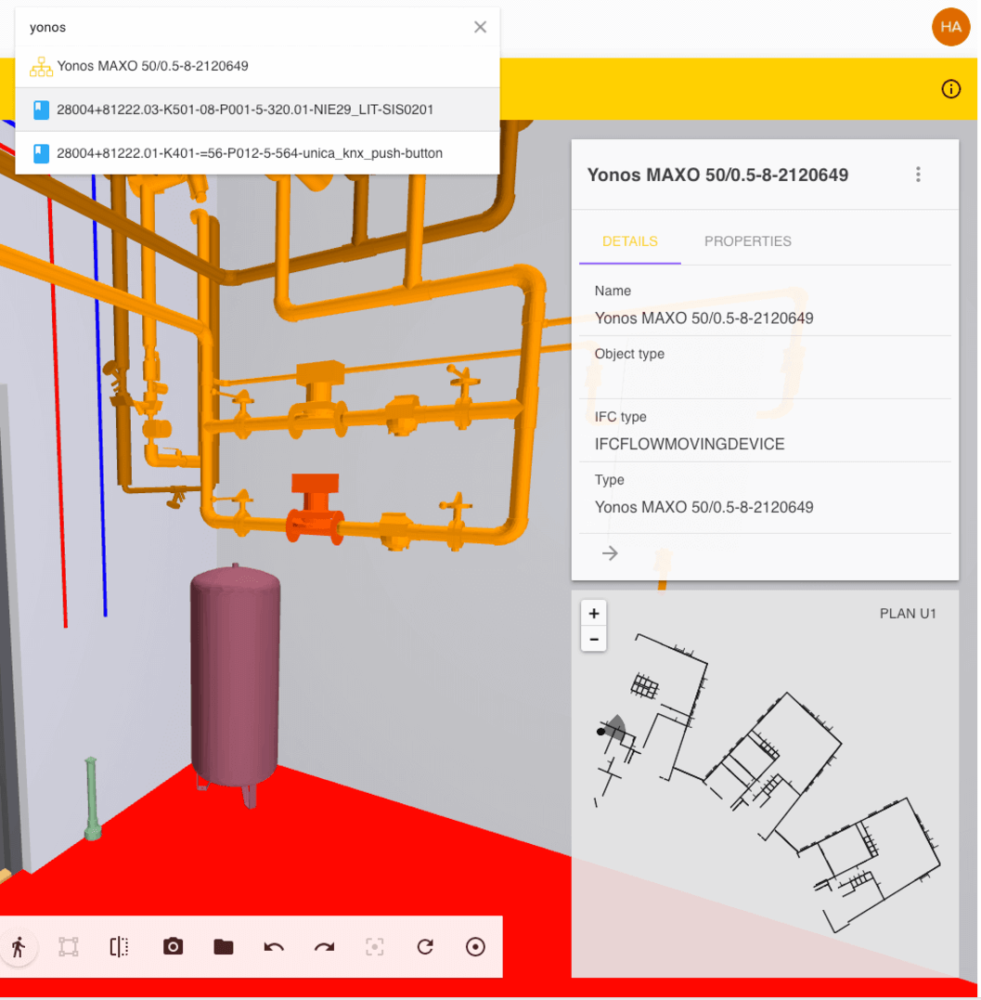 yonos
HA
Yonos MAXO 50/0.5-8-2120649
28004+81222.03-K501-08-P001-5-320.01-NIE29_LIT-SIS0201
28004+81222.01-K401-=56-P012-5-564-unica_knx_push-button
Yonos MAXO 50/0.5-8-2120649
DETAILS
PROPERTIES
Name
Yonos MAXO 50/0.5-8-2120649
Object type
IFC type
IFCFLOWMOVINGDEVICE
Type
Yonos MAXO 50/0.5-8-2120649
+
−
PLAN U1